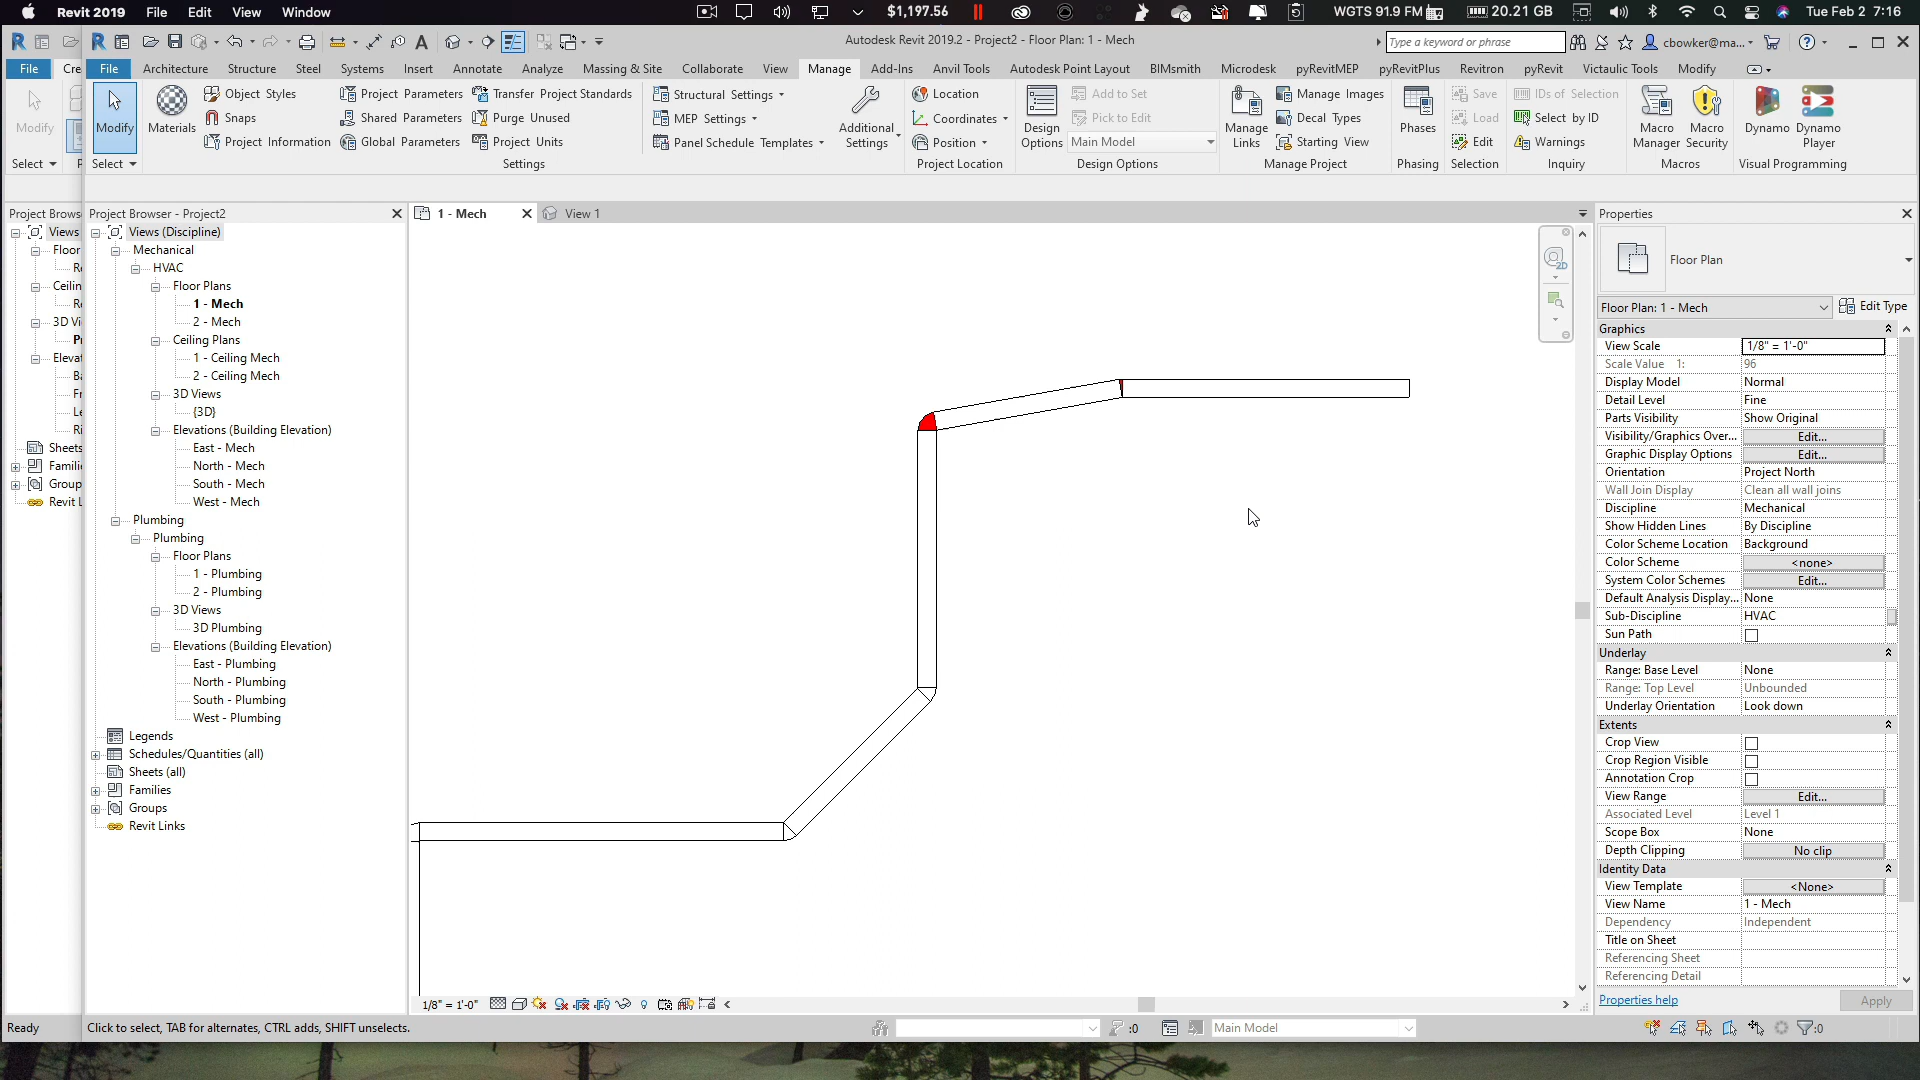 Revit 2019 File Edit View Window $1,197.56 WGTS 91.9 FM 20.21 GB Tue Feb 2 7:16
Autodesk Revit 2019.2 - Project2 - Floor Plan: 1 - Mech Type a keyword or phrase cbowker@ma...
File Cre File Architecture Structure Steel Systems Insert Annotate Analyze Massing & Site Collaborate View Manage Add-Ins Anvil Tools Autodesk Point Layout BIMsmith Microdesk pyRevitMEP pyRevitPlus Revitron pyRevit Victaulic Tools Modify
Object Styles Project Parameters Transfer Project Standards Structural Settings Location Add to Set Manage Images Save IDs of Selection
Modify Modify Materials Snaps Shared Parameters Purge Unused MEP Settings Additional Settings Coordinates Design Options Pick to Edit Manage Links Decal Types Phases Load Select by ID Macro Manager Macro Security Dynamo Dynamo Player
Project Information Global Parameters Project Units Panel Schedule Templates Position Main Model Starting View Edit Warnings
Select P Select Settings Project Location Design Options Manage Project Phasing Selection Inquiry Macros Visual Programming
Project Brows
Views
Floor
R
Ceilin
R
3D Vi
P
Elevat
B
Fr
Le
Ri
Sheets
Famili
Group
Revit L
Project Browser - Project2
Views (Discipline)
Mechanical
HVAC
Floor Plans
1 - Mech
2 - Mech
Ceiling Plans
1 - Ceiling Mech
2 - Ceiling Mech
3D Views
{3D}
Elevations (Building Elevation)
East - Mech
North - Mech
South - Mech
West - Mech
Plumbing
Plumbing
Floor Plans
1 - Plumbing
2 - Plumbing
3D Views
3D Plumbing
Elevations (Building Elevation)
East - Plumbing
North - Plumbing
South - Plumbing
West - Plumbing
Legends
Schedules/Quantities (all)
Sheets (all)
Families
Groups
Revit Links
1 - Mech View 1
2D
Properties
Floor Plan
Floor Plan: 1 - Mech Edit Type
Graphics
View Scale 1/8" = 1'-0"
Scale Value 1: 96
Display Model Normal
Detail Level Fine
Parts Visibility Show Original
Visibility/Graphics Over... Edit...
Graphic Display Options Edit...
Orientation Project North
Wall Join Display Clean all wall joins
Discipline Mechanical
Show Hidden Lines By Discipline
Color Scheme Location Background
Color Scheme <none>
System Color Schemes Edit...
Default Analysis Display... None
Sub-Discipline HVAC
Sun Path
Underlay
Range: Base Level None
Range: Top Level Unbounded
Underlay Orientation Look down
Extents
Crop View
Crop Region Visible
Annotation Crop
View Range Edit...
Associated Level Level 1
Scope Box None
Depth Clipping No clip
Identity Data
View Template <None>
View Name 1 - Mech
Dependency Independent
Title on Sheet
Referencing Sheet
Referencing Detail
Properties help Apply
1/8" = 1'-0"
Ready Click to select, TAB for alternates, CTRL adds, SHIFT unselects. :0 Main Model :0